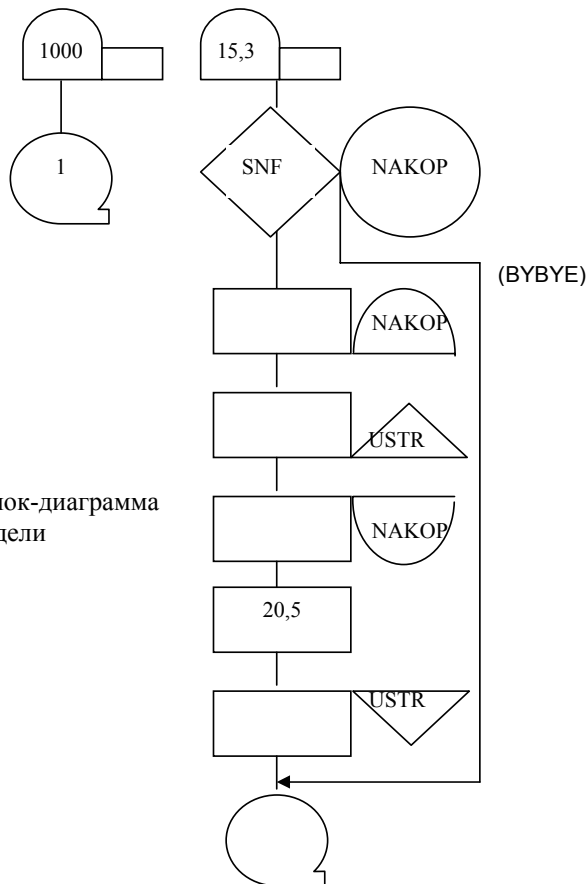 1000
15,3
1
SNF
NAKOP
(BYBYE)
NAKOP
USTR
лок-диаграмма
дели
NAKOP
20,5
USTR